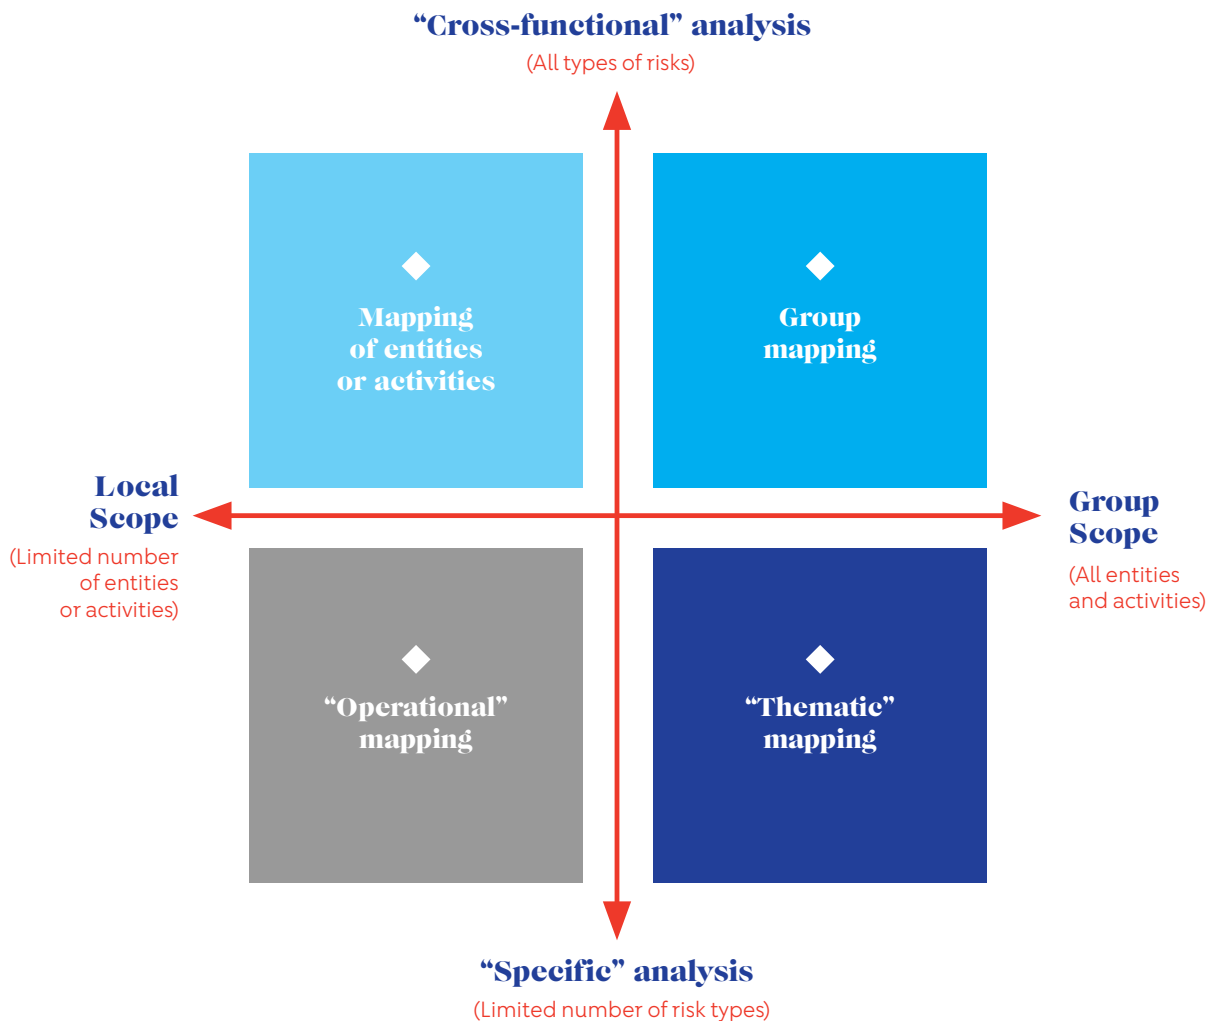 “Cross-functional” analysis
(All types of risks)
Mapping
of entities
or activities
Group
mapping
Local
Scope
(Limited number
of entities
or activities)
Group
Scope
(All entities
and activities)
“Operational”
mapping
“Thematic”
mapping
“Specific” analysis
(Limited number of risk types)